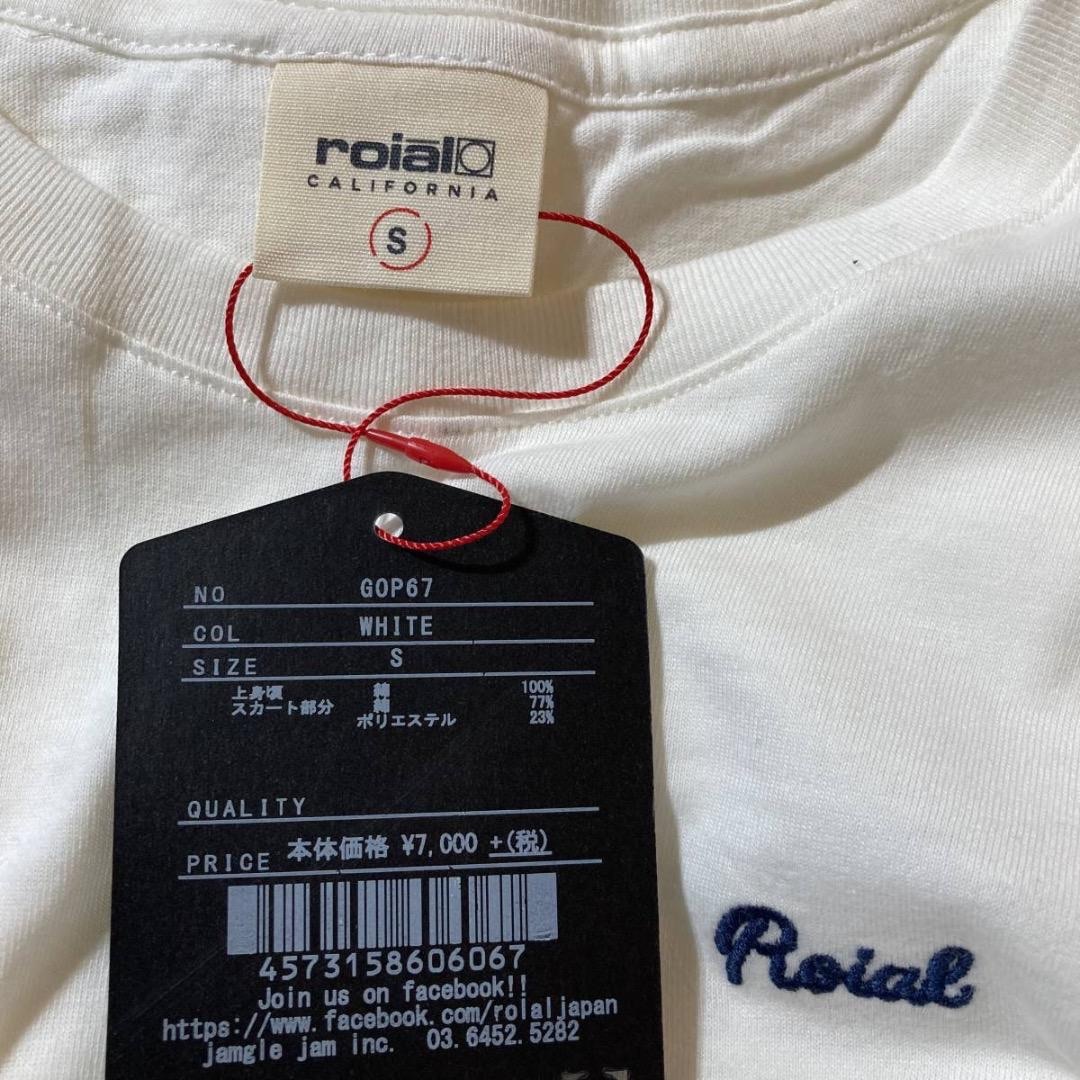 roial
CALIFORNIA
S
NO GOP67
COL WHITE
SIZE S
上身頃 綿 100%
スカート部分 綿 77%
ポリエステル 23%
QUALITY
PRICE 本体価格 ¥7,000 +(税)
4573158606067
Join us on facebook!!
https://www.facebook.com/roialjapan
jamgle jam inc. 03.6452.5282
Roial